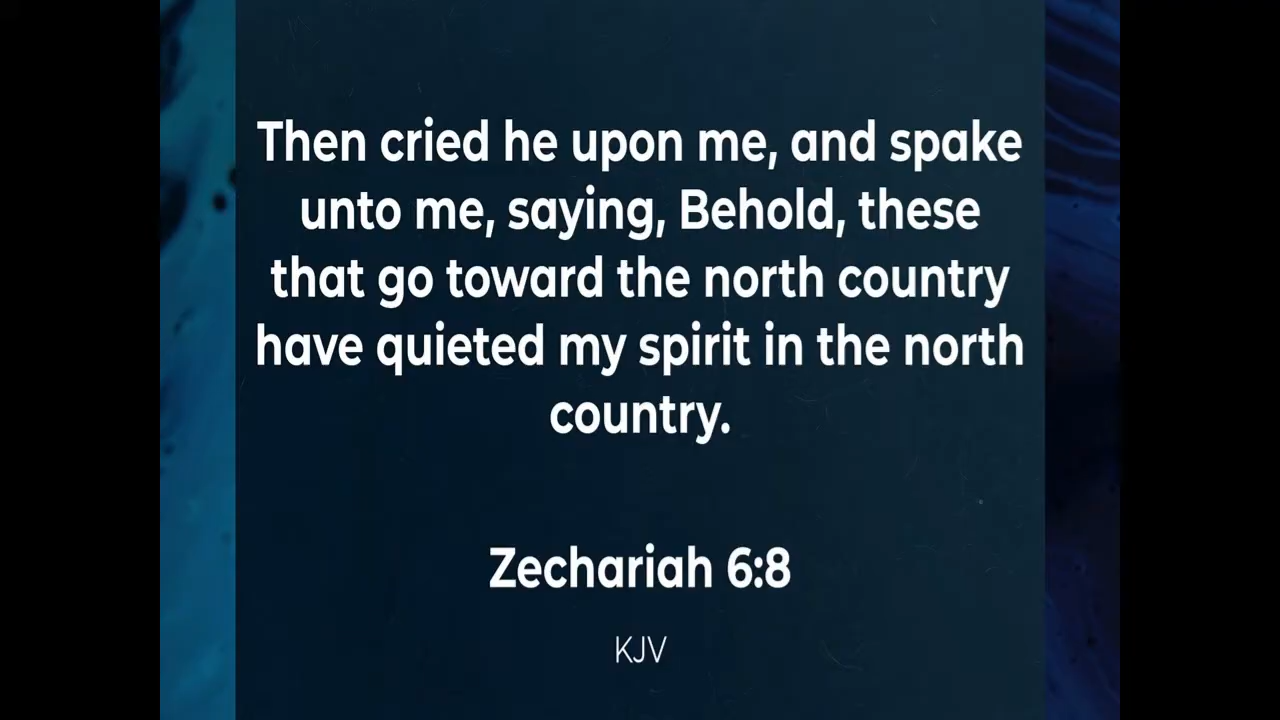 Then cried he upon me, and spake
unto me, saying, Behold, these
that go toward the north country
have quieted my spirit in the north
country.
Zechariah 6:8
KJV